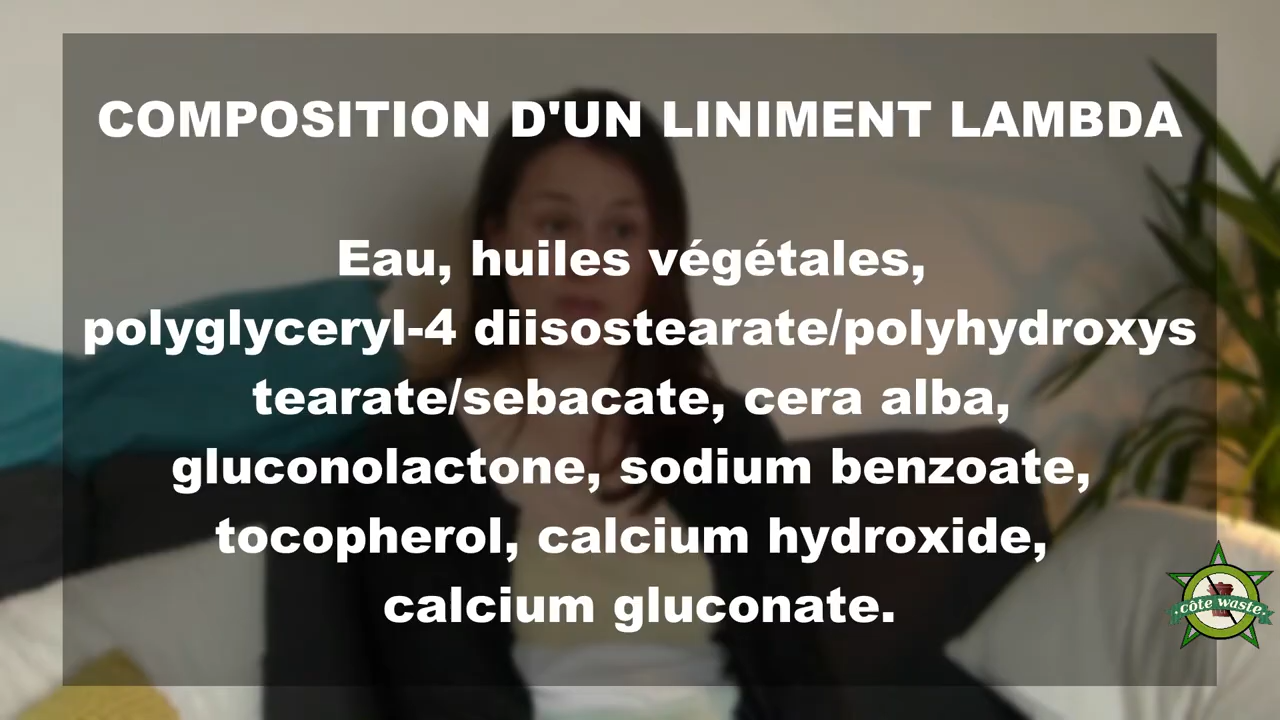 COMPOSITION D'UN LINIMENT LAMBDA
Eau, huiles végétales,
polyglyceryl-4 diisostearate/polyhydroxys
tearate/sebacate, cera alba,
gluconolactone, sodium benzoate,
tocopherol, calcium hydroxide,
calcium gluconate.
côte waste